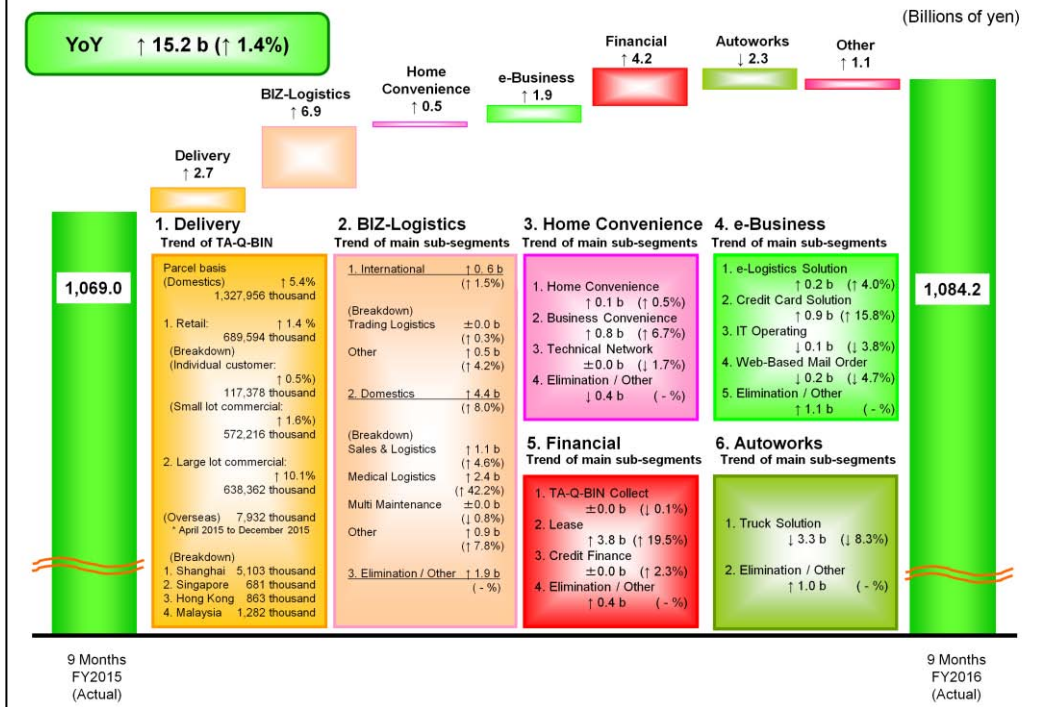 (Billions of yen)
YoY ↑ 15.2 b (↑ 1.4%)
Delivery
↑ 2.7
BIZ-Logistics
↑ 6.9
Home
Convenience
↑ 0.5
e-Business
↑ 1.9
Financial
↑ 4.2
Autoworks
↓ 2.3
Other
↑ 1.1
1,069.0
1. Delivery
Trend of TA-Q-BIN
Parcel basis
(Domestics) ↑ 5.4%
1,327,956 thousand
1. Retail: ↑ 1.4 %
689,594 thousand
(Breakdown)
(Individual customer:
↑ 0.5%)
117,378 thousand
(Small lot commercial:
↑ 1.6%)
572,216 thousand
2. Large lot commercial:
↑ 10.1%
638,362 thousand
(Overseas) 7,932 thousand
* April 2015 to December 2015
(Breakdown)
1. Shanghai 5,103 thousand
2. Singapore 681 thousand
3. Hong Kong 863 thousand
4. Malaysia 1,282 thousand
2. BIZ-Logistics
Trend of main sub-segments
1. International ↑ 0. 6 b
(↑ 1.5%)
(Breakdown)
Trading Logistics ±0.0 b
(↑ 0.3%)
Other ↑ 0.5 b
(↑ 4.2%)
2. Domestics ↑ 4.4 b
(↑ 8.0%)
(Breakdown)
Sales & Logistics ↑ 1.1 b
(↑ 4.6%)
Medical Logistics ↑ 2.4 b
(↑ 42.2%)
Multi Maintenance ±0.0 b
(↓ 0.8%)
Other ↑ 0.9 b
(↑ 7.8%)
3. Elimination / Other ↑ 1.9 b
( - %)
3. Home Convenience
Trend of main sub-segments
1. Home Convenience
↑ 0.1 b (↑ 0.5%)
2. Business Convenience
↑ 0.8 b (↑ 6.7%)
3. Technical Network
±0.0 b (↓ 1.7%)
4. Elimination / Other
↓ 0.4 b ( - %)
4. e-Business
Trend of main sub-segments
1. e-Logistics Solution
↑ 0.2 b (↑ 4.0%)
2. Credit Card Solution
↑ 0.9 b (↑ 15.8%)
3. IT Operating
↓ 0.1 b (↓ 3.8%)
4. Web-Based Mail Order
↓ 0.2 b (↓ 4.7%)
5. Elimination / Other
↑ 1.1 b ( - %)
5. Financial
Trend of main sub-segments
1. TA-Q-BIN Collect
±0.0 b (↓ 0.1%)
2. Lease
↑ 3.8 b (↑ 19.5%)
3. Credit Finance
±0.0 b (↑ 2.3%)
4. Elimination / Other
↑ 0.4 b ( - %)
6. Autoworks
Trend of main sub-segments
1. Truck Solution
↓ 3.3 b (↓ 8.3%)
2. Elimination / Other
↑ 1.0 b ( - %)
1,084.2
9 Months
FY2015
(Actual)
9 Months
FY2016
(Actual)